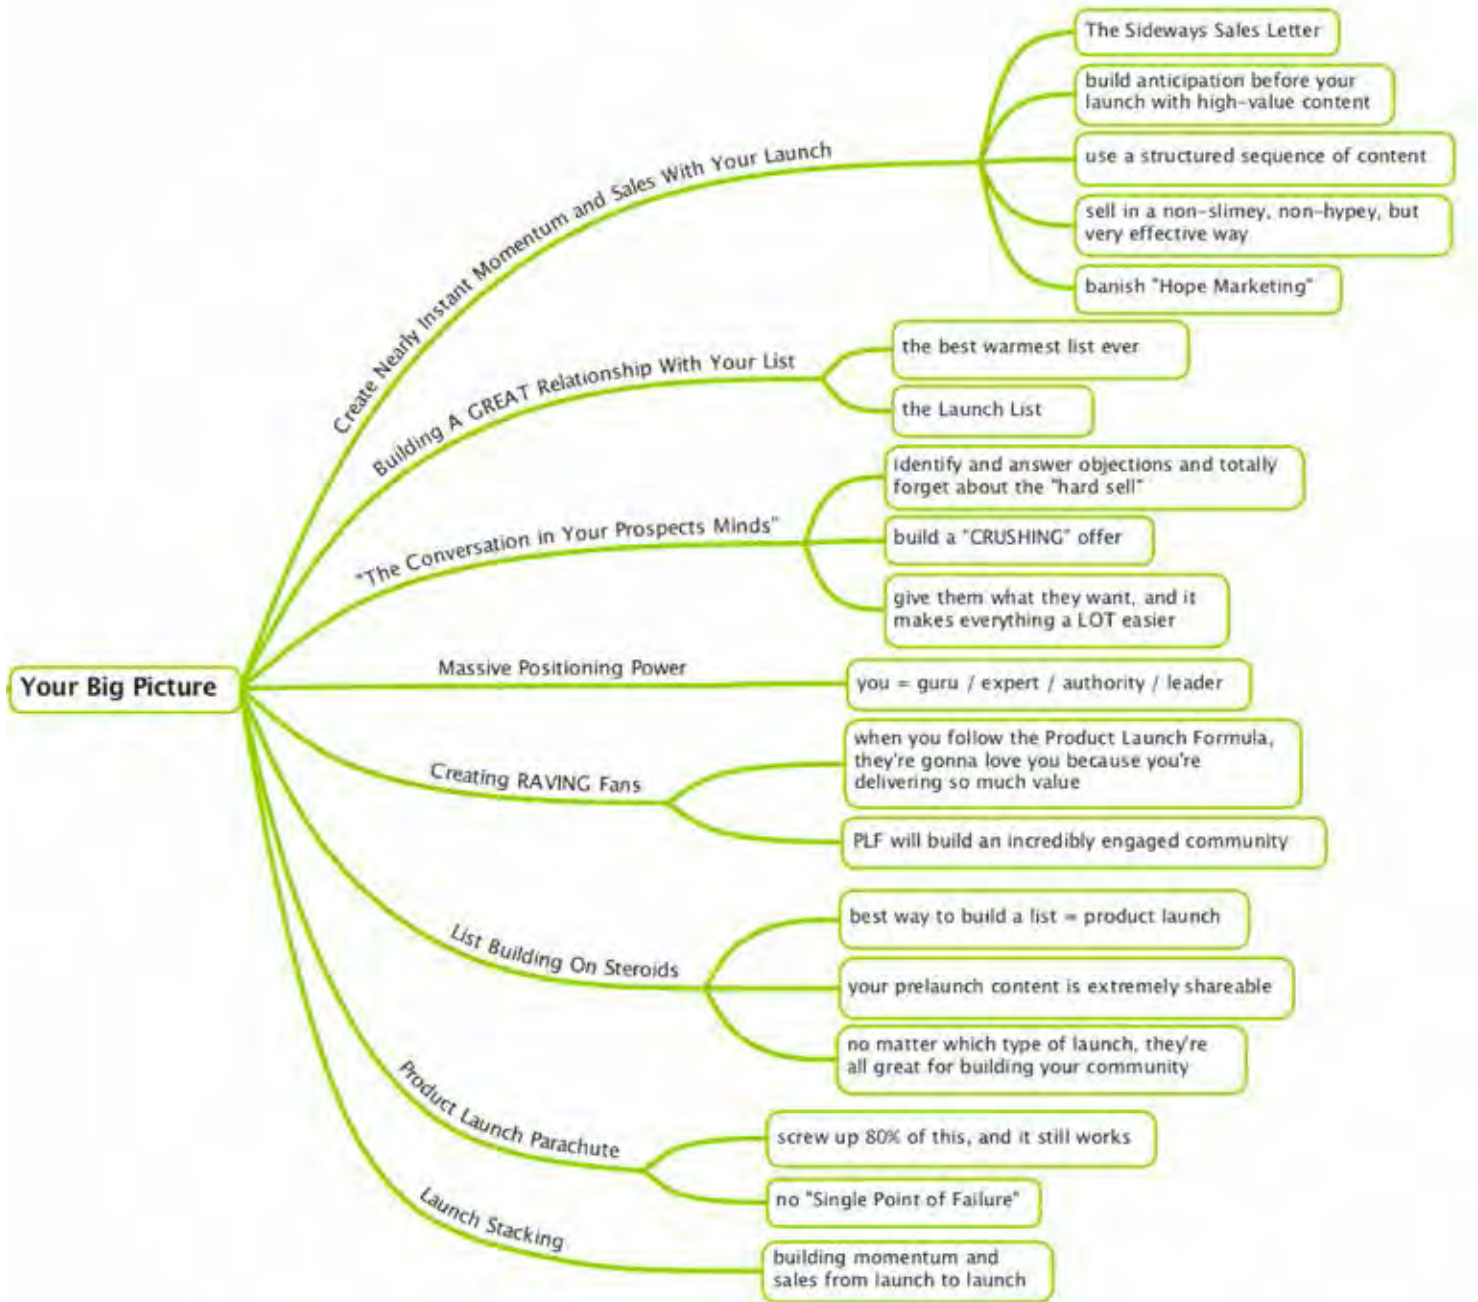 Your Big Picture
Create Nearly Instant Momentum and Sales With Your Launch
The Sideways Sales Letter
build anticipation before your
launch with high-value content
use a structured sequence of content
sell in a non-slimey, non-hypey, but
very effective way
banish "Hope Marketing"
Building A GREAT Relationship With Your List
the best warmest list ever
the Launch List
"The Conversation in Your Prospects Minds"
identify and answer objections and totally
forget about the "hard sell"
build a "CRUSHING" offer
give them what they want, and it
makes everything a LOT easier
Massive Positioning Power
you = guru / expert / authority / leader
Creating RAVING Fans
when you follow the Product Launch Formula,
they're gonna love you because you're
delivering so much value
PLF will build an incredibly engaged community
List Building On Steroids
best way to build a list = product launch
your prelaunch content is extremely shareable
no matter which type of launch, they're
all great for building your community
Product Launch Parachute
screw up 80% of this, and it still works
no "Single Point of Failure"
Launch Stacking
building momentum and
sales from launch to launch